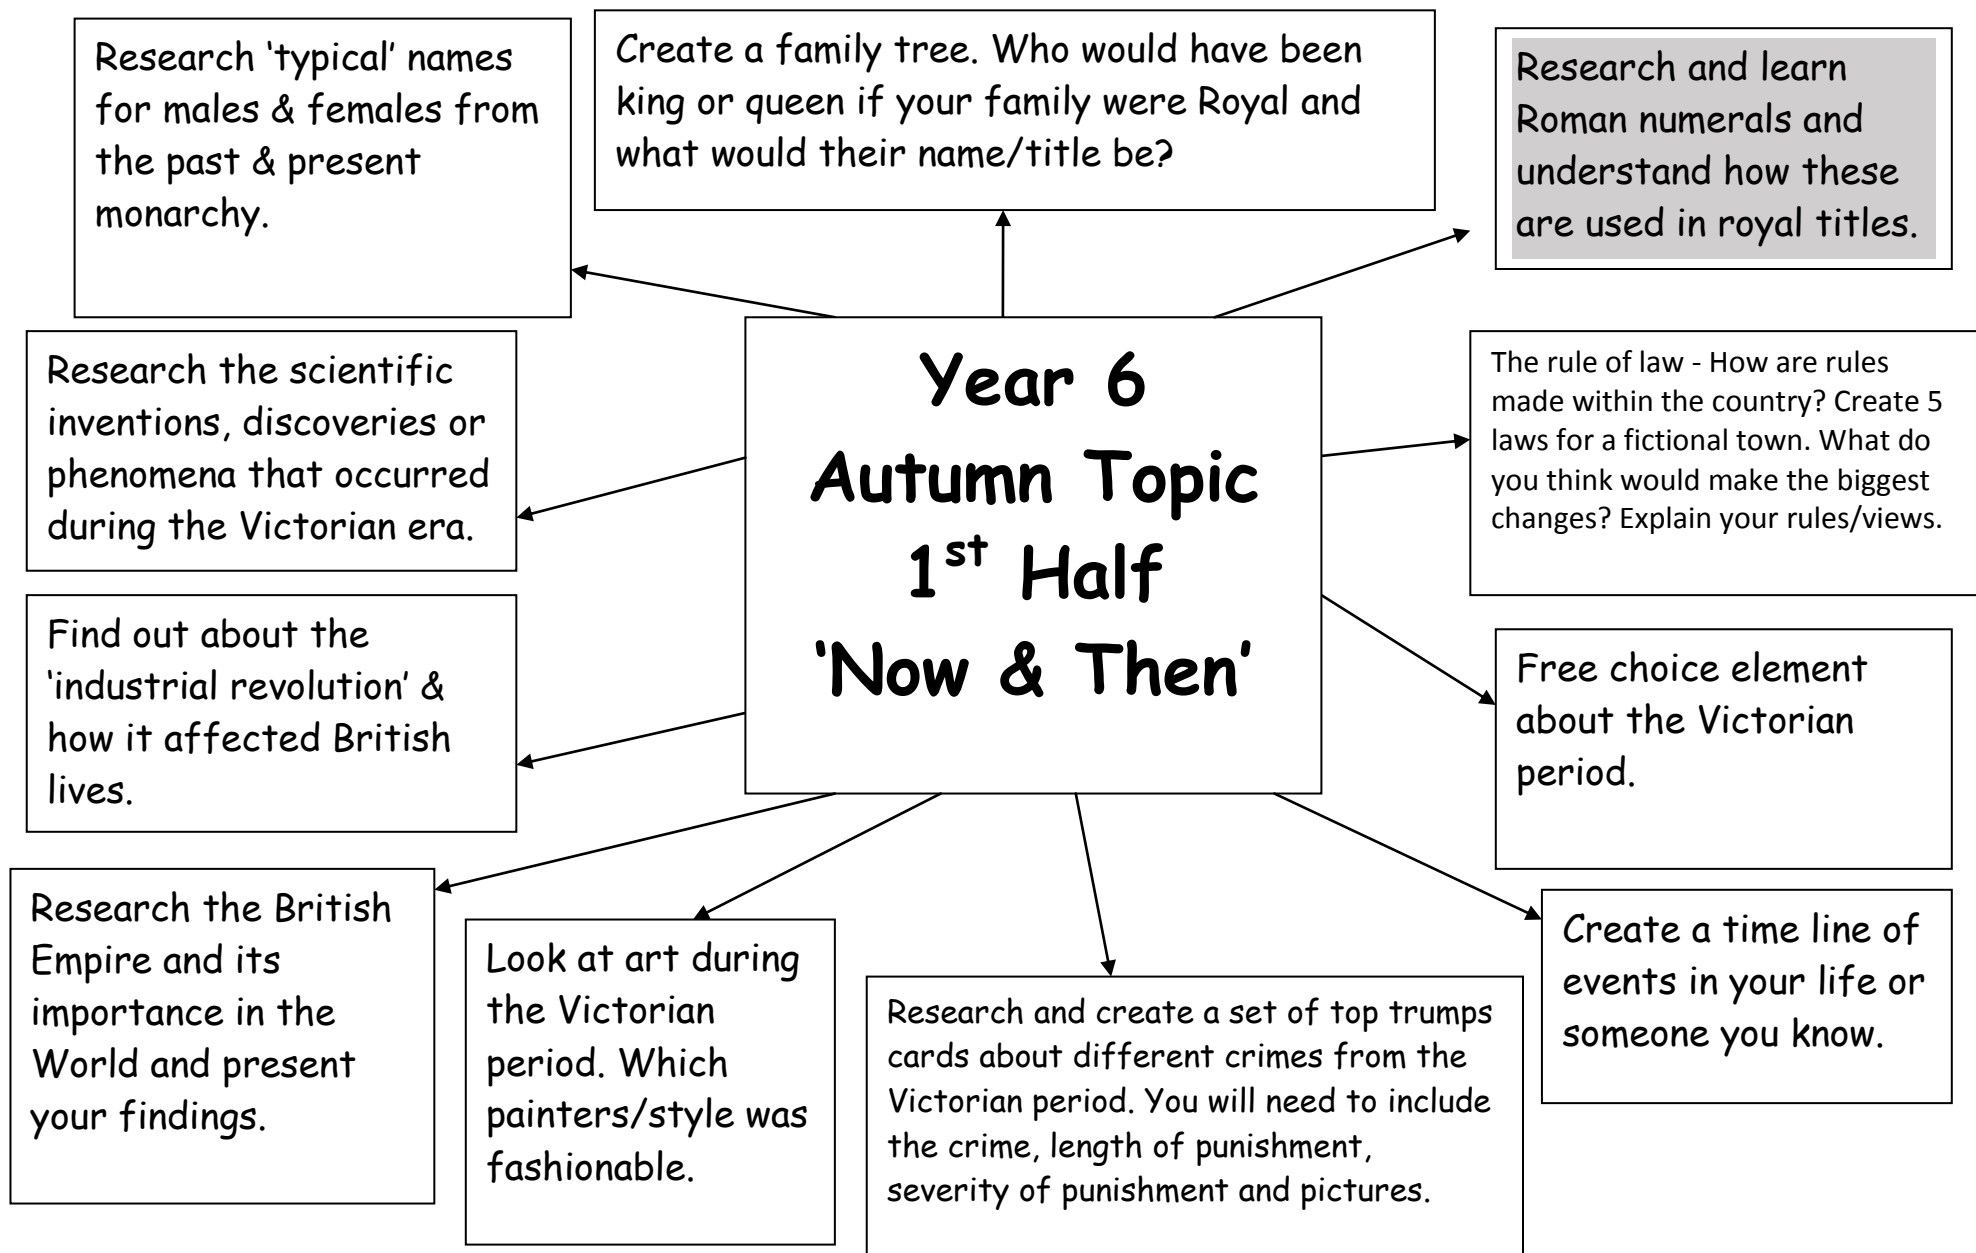 Research ‘typical’ names
for males & females from
the past & present
monarchy.
Create a family tree. Who would have been
king or queen if your family were Royal and
what would their name/title be?
Research and learn
Roman numerals and
understand how these
are used in royal titles.
Research the scientific
inventions, discoveries or
phenomena that occurred
during the Victorian era.
Year 6
Autumn Topic
1st Half
‘Now & Then’
The rule of law - How are rules
made within the country? Create 5
laws for a fictional town. What do
you think would make the biggest
changes? Explain your rules/views.
Find out about the
‘industrial revolution’ &
how it affected British
lives.
Free choice element
about the Victorian
period.
Research the British
Empire and its
importance in the
World and present
your findings.
Look at art during
the Victorian
period. Which
painters/style was
fashionable.
Research and create a set of top trumps
cards about different crimes from the
Victorian period. You will need to include
the crime, length of punishment,
severity of punishment and pictures.
Create a time line of
events in your life or
someone you know.